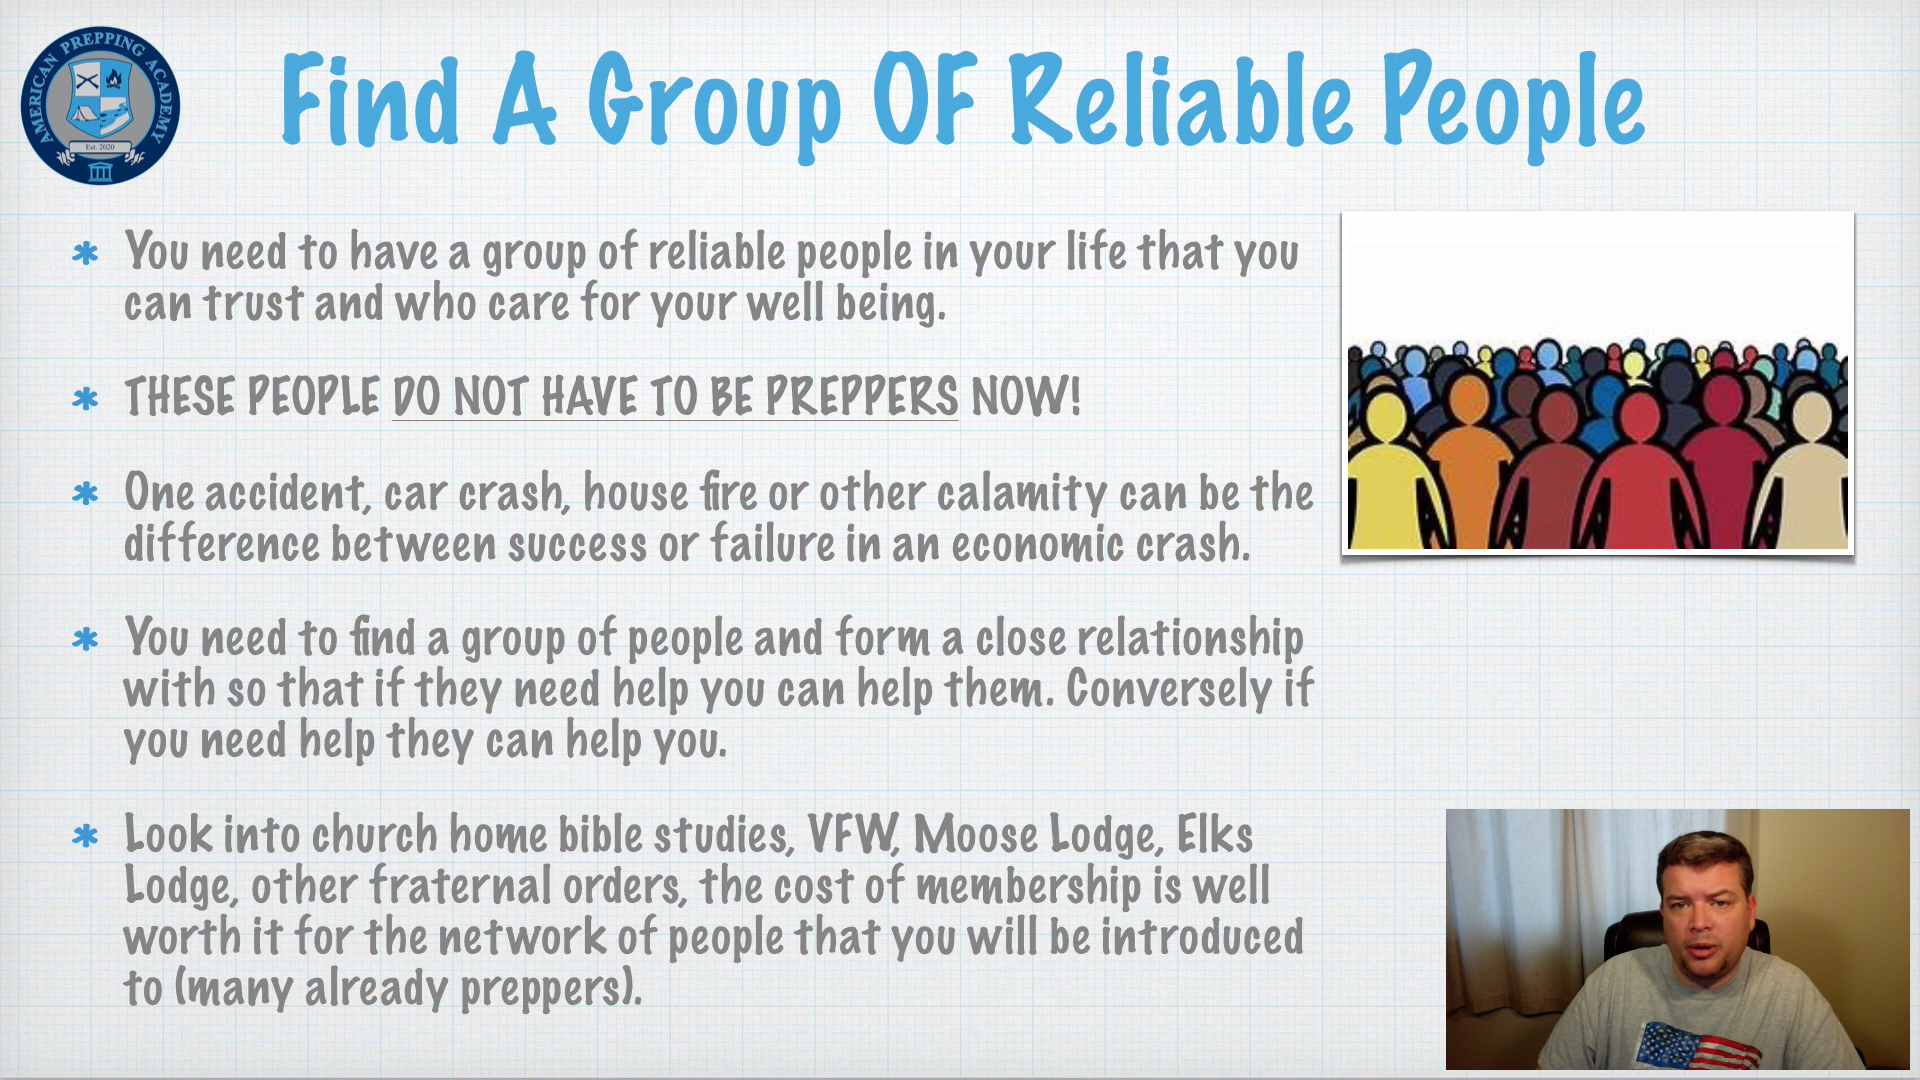 AMERICAN PREPPING ACADEMY
Est. 2020
Find A Group OF Reliable People
You need to have a group of reliable people in your life that you
can trust and who care for your well being.
THESE PEOPLE DO NOT HAVE TO BE PREPPERS NOW!
One accident, car crash, house fire or other calamity can be the
difference between success or failure in an economic crash.
You need to find a group of people and form a close relationship
with so that if they need help you can help them. Conversely if
you need help they can help you.
Look into church home bible studies, VFW, Moose Lodge, Elks
Lodge, other fraternal orders, the cost of membership is well
worth it for the network of people that you will be introduced
to (many already preppers).